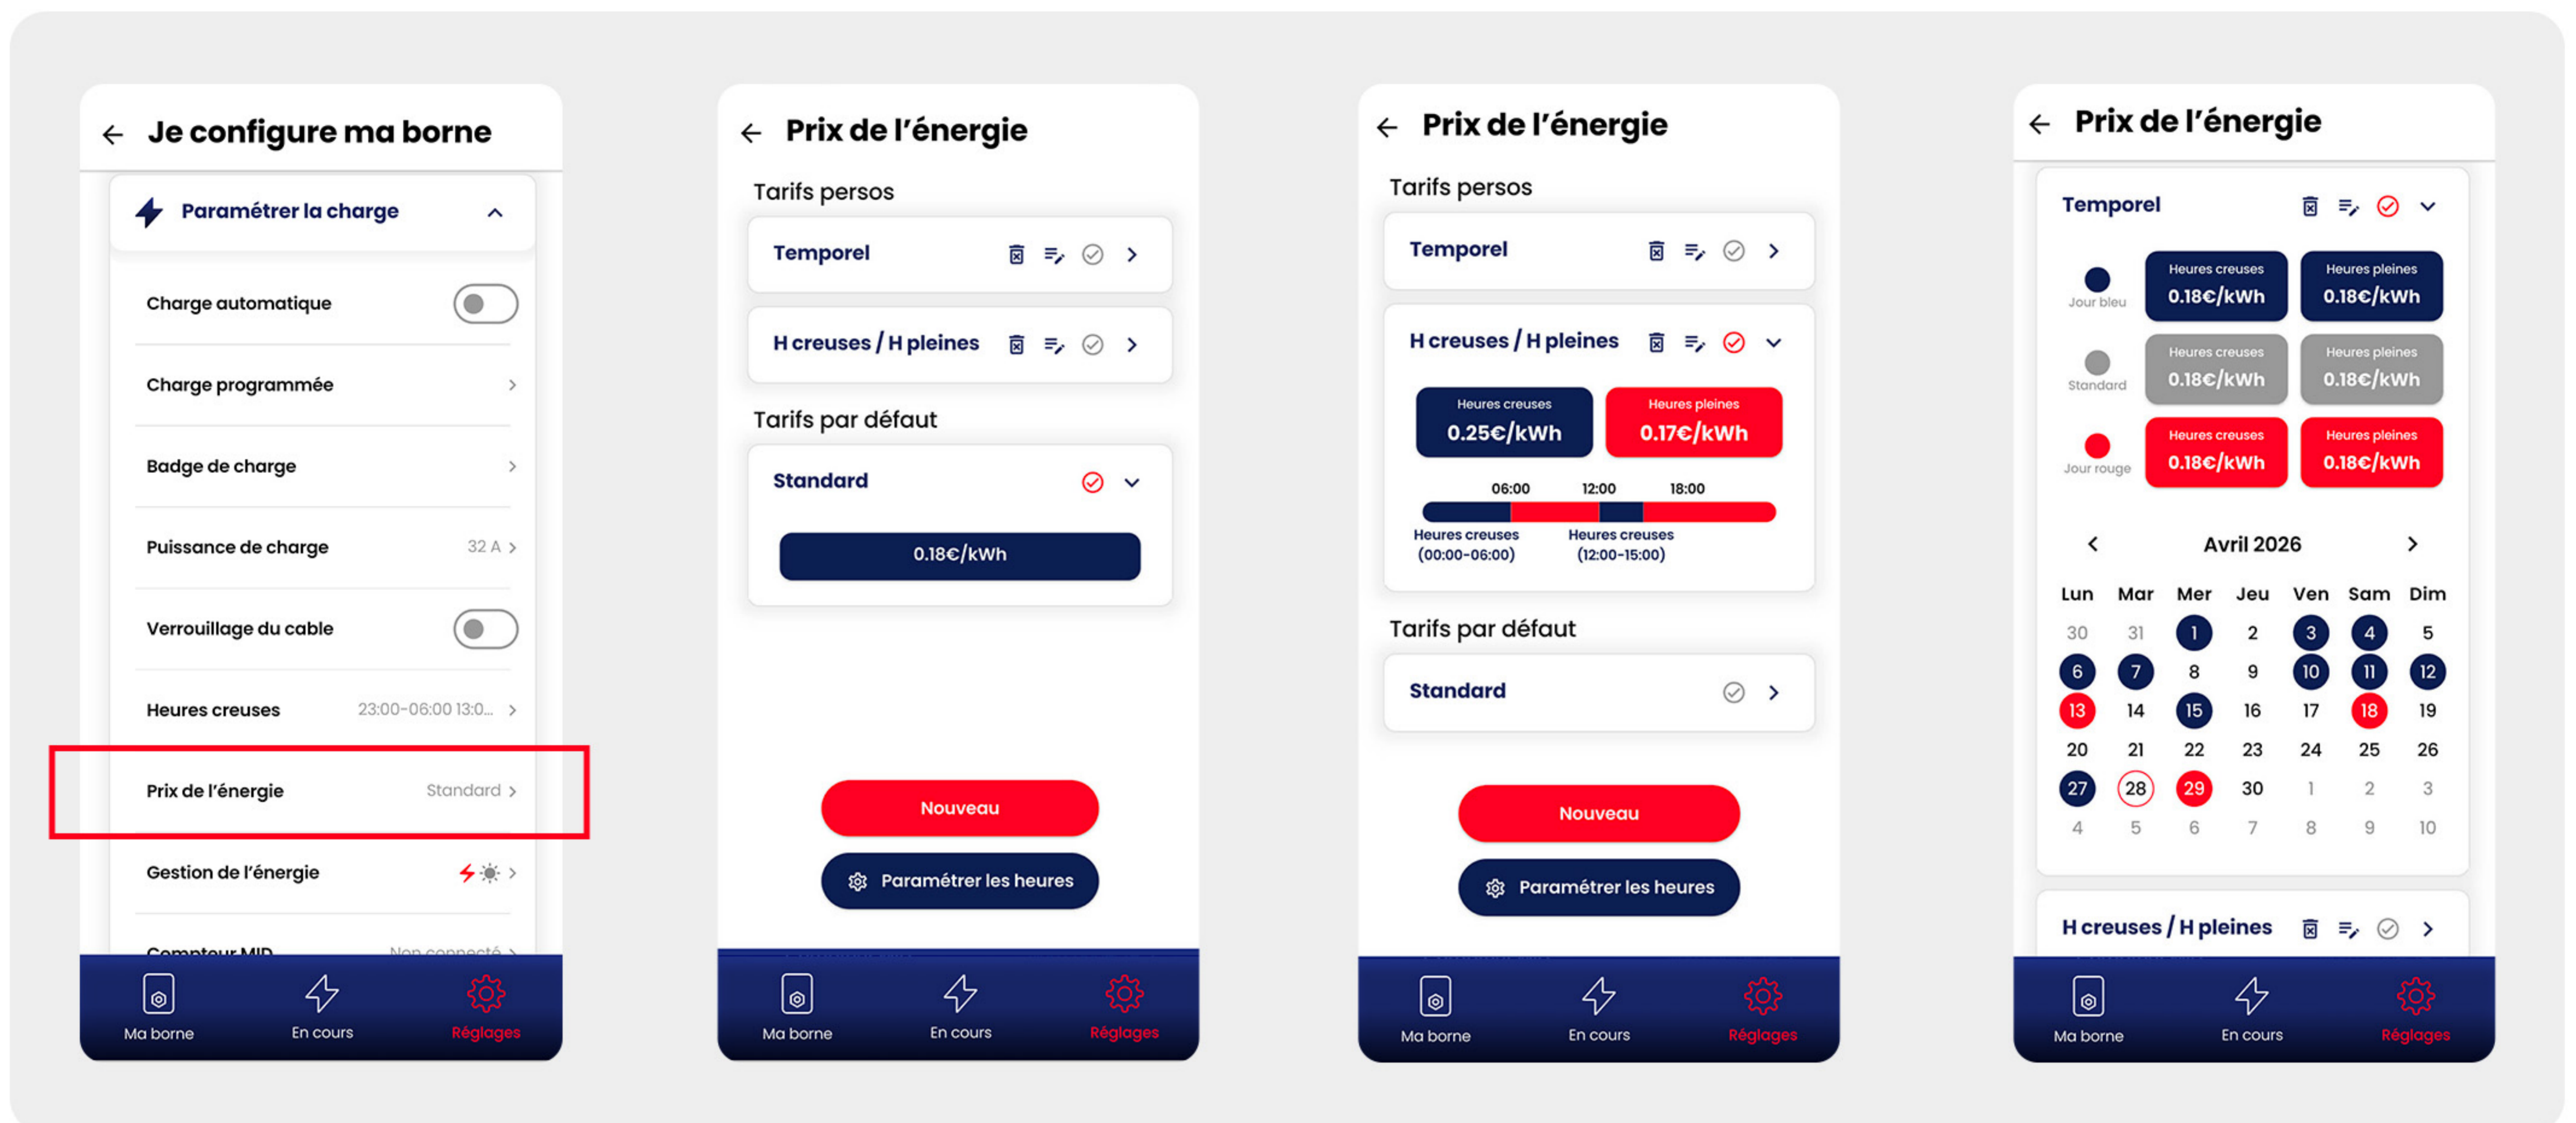 Je configure ma borne
Paramétrer la charge
Charge automatique
Charge programmée
Badge de charge
Puissance de charge 32 A
Verrouillage du cable
Heures creuses 23:00-06:00 13:0...
Prix de l'énergie Standard
Gestion de l'énergie
Compteur MID Non connecté
Ma borne En cours Réglages
Prix de l'énergie
Tarifs persos
Temporel
H creuses / H pleines
Tarifs par défaut
Standard
0.18€/kWh
Nouveau
Paramétrer les heures
Ma borne En cours Réglages
Prix de l'énergie
Tarifs persos
Temporel
H creuses / H pleines
Heures creuses Heures pleines
0.25€/kWh 0.17€/kWh
06:00 12:00 18:00
Heures creuses Heures creuses
(00:00-06:00) (12:00-15:00)
Tarifs par défaut
Standard
Nouveau
Paramétrer les heures
Ma borne En cours Réglages
Prix de l'énergie
Temporel
Heures creuses Heures pleines
Jour bleu 0.18€/kWh 0.18€/kWh
Heures creuses Heures pleines
Standard 0.18€/kWh 0.18€/kWh
Heures creuses Heures pleines
Jour rouge 0.18€/kWh 0.18€/kWh
Avril 2026
Lun Mar Mer Jeu Ven Sam Dim
30 31 1 2 3 4 5
6 7 8 9 10 11 12
13 14 15 16 17 18 19
20 21 22 23 24 25 26
27 28 29 30 1 2 3
4 5 6 7 8 9 10
H creuses / H pleines
Ma borne En cours Réglages